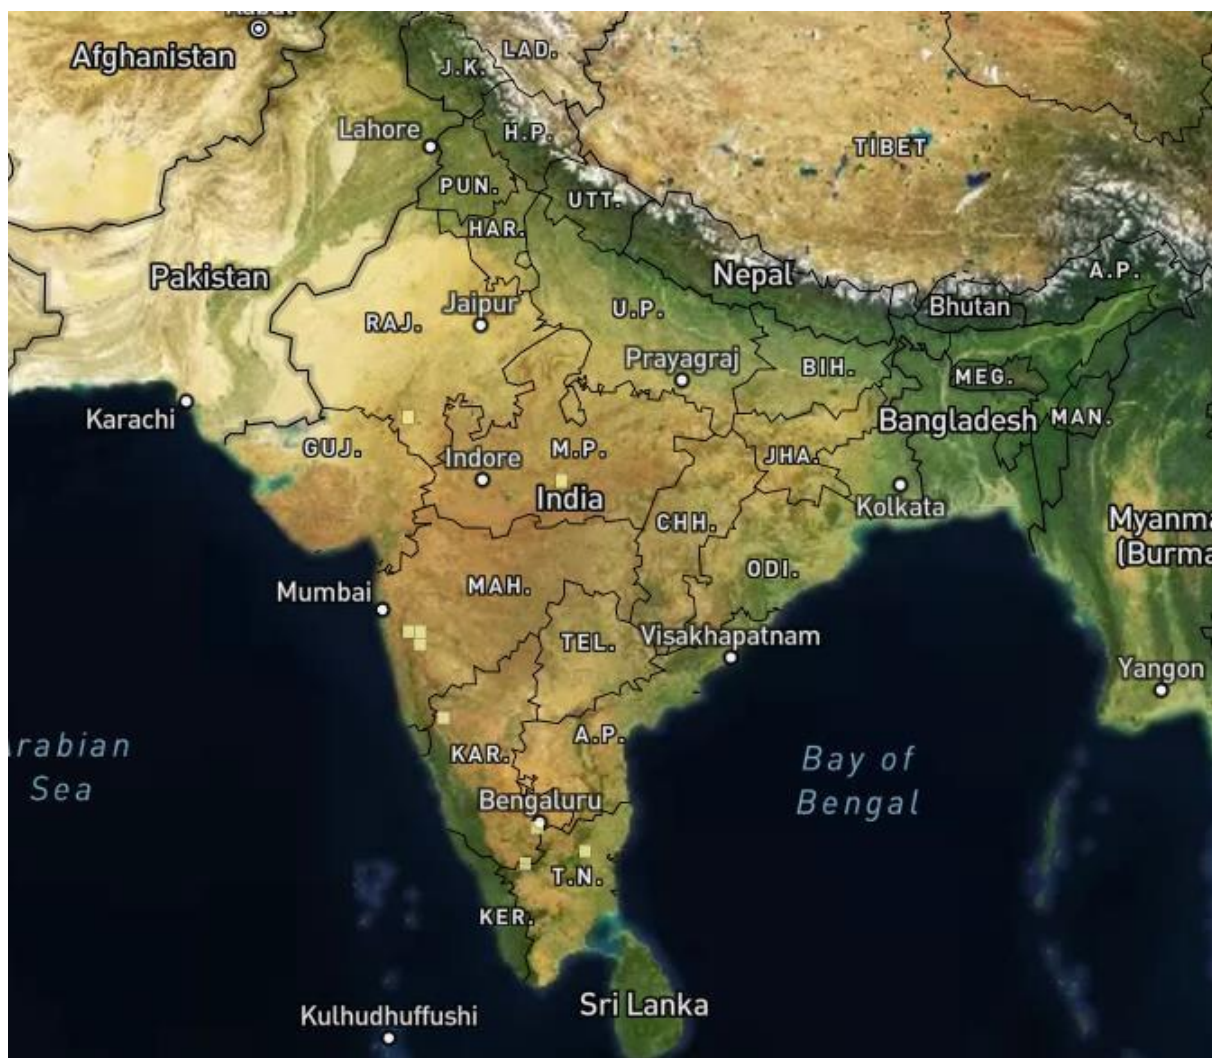 Kabul
Afghanistan
LAD.
J.K.
Lahore
H.P.
TIBET
PUN.
UTT.
HAR.
Pakistan
Nepal
A.P.
Jaipur
Bhutan
RAJ.
U.P.
Prayagraj
BIH.
MEG.
Karachi
Bangladesh
MAN.
GUJ.
Indore
M.P.
JHA.
India
Kolkata
CHH.
Myanma
(Burma
ODI.
Mumbai
MAH.
TEL.
Visakhapatnam
Yangon
A.P.
rabian
Sea
KAR.
Bay of
Bengal
Bengaluru
T.N.
KER.
Sri Lanka
Kulhudhuffushi